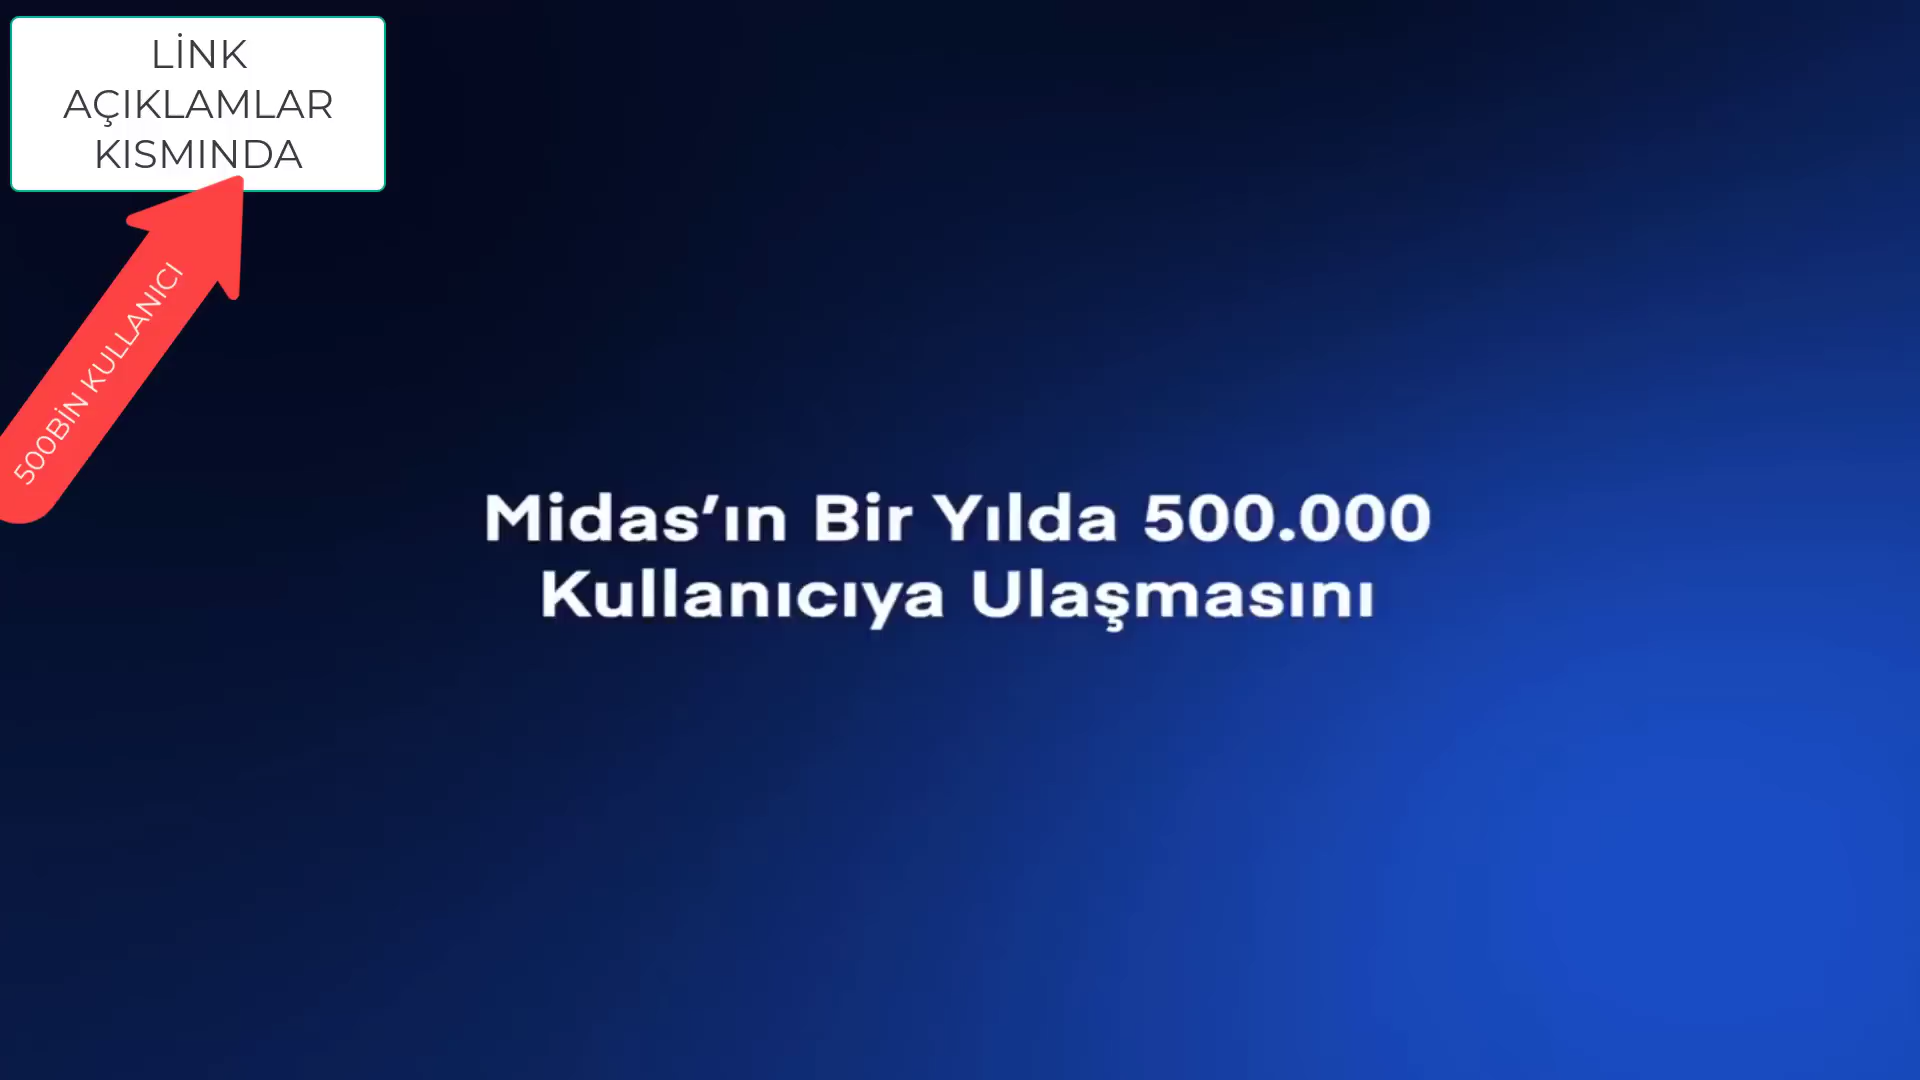 LİNK
AÇIKLAMLAR
KISMINDA
500BİN KULLANICI
Midas’ın Bir Yılda 500.000
Kullanıcıya Ulaşmasını